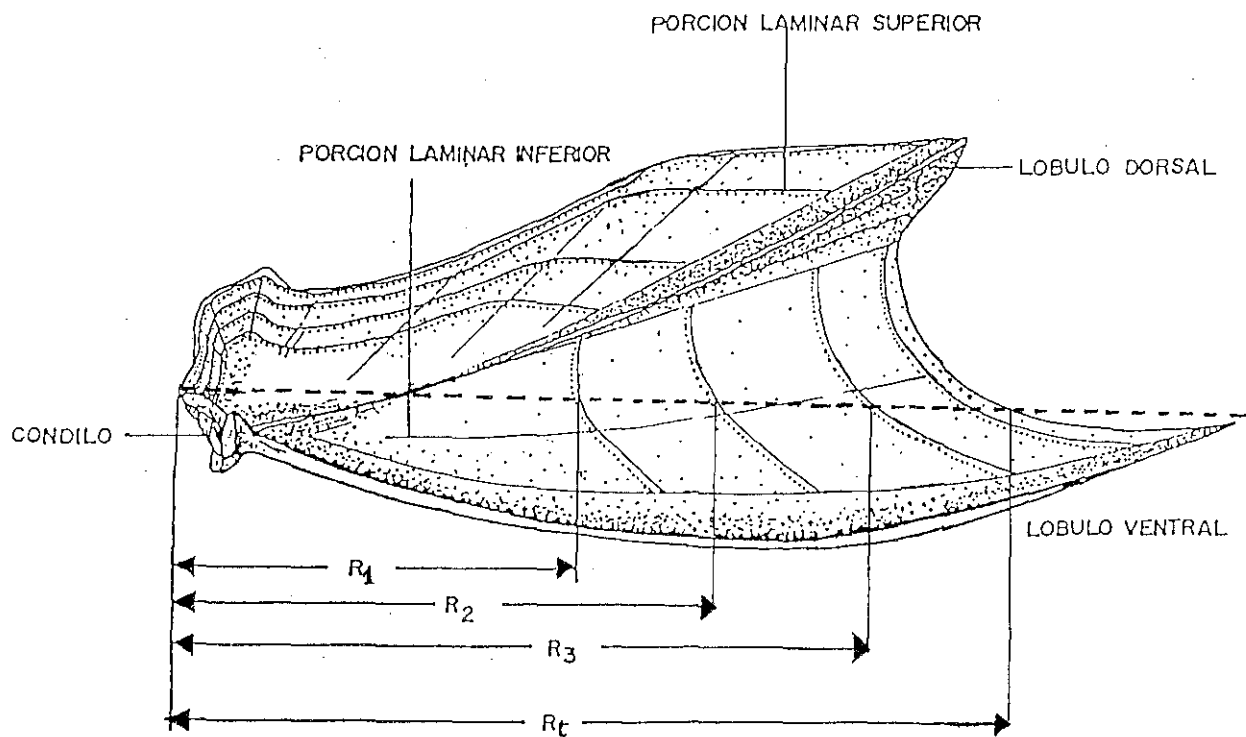 PORCION LAMINAR SUPERIOR
PORCION LAMINAR INFERIOR
LOBULO DORSAL
CONDILO
LOBULO VENTRAL
R1
R2
R3
Rt